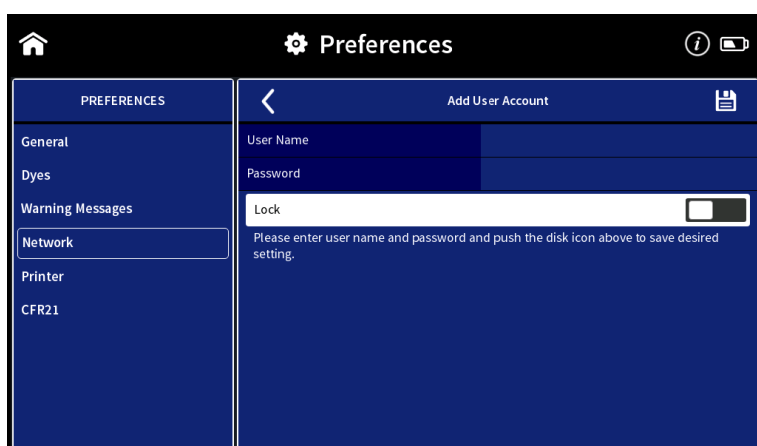 Preferences
PREFERENCES
Add User Account
General
Dyes
Warning Messages
Network
Printer
CFR21
User Name
Password
Lock
Please enter user name and password and push the disk icon above to save desired
setting.